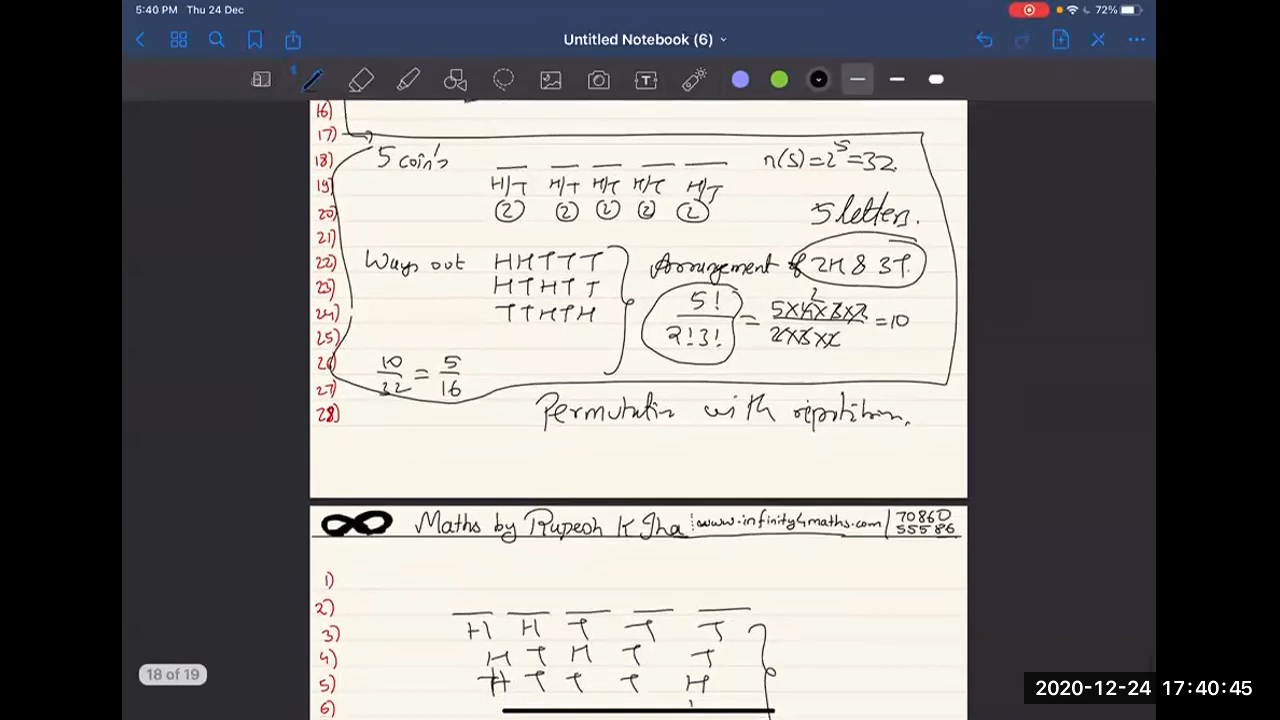 5:40 PM Thu 24 Dec
72%
Untitled Notebook (6)
16)
17)
18) 5 coin's n(S)=2^5=32
19) H/T H/T H/T H/T H/T
20) 2 2 2 2 2 5 letters.
21)
22) Ways out HHTTT Arrangement of 2H & 3T.
23) HTHTT 5!/2!3! = 5×4×3×2/2×3×2 = 10
24) TTHTH
25)
26) 10/32 = 5/16
27)
28) Permutation with repetition.
Maths by Rupesh K Jha www.infinity4maths.com/ 70860 55586
1)
2)
3) H H T T T
4) H T H T T
5) H T T T H
6)
18 of 19
2020-12-24 17:40:45